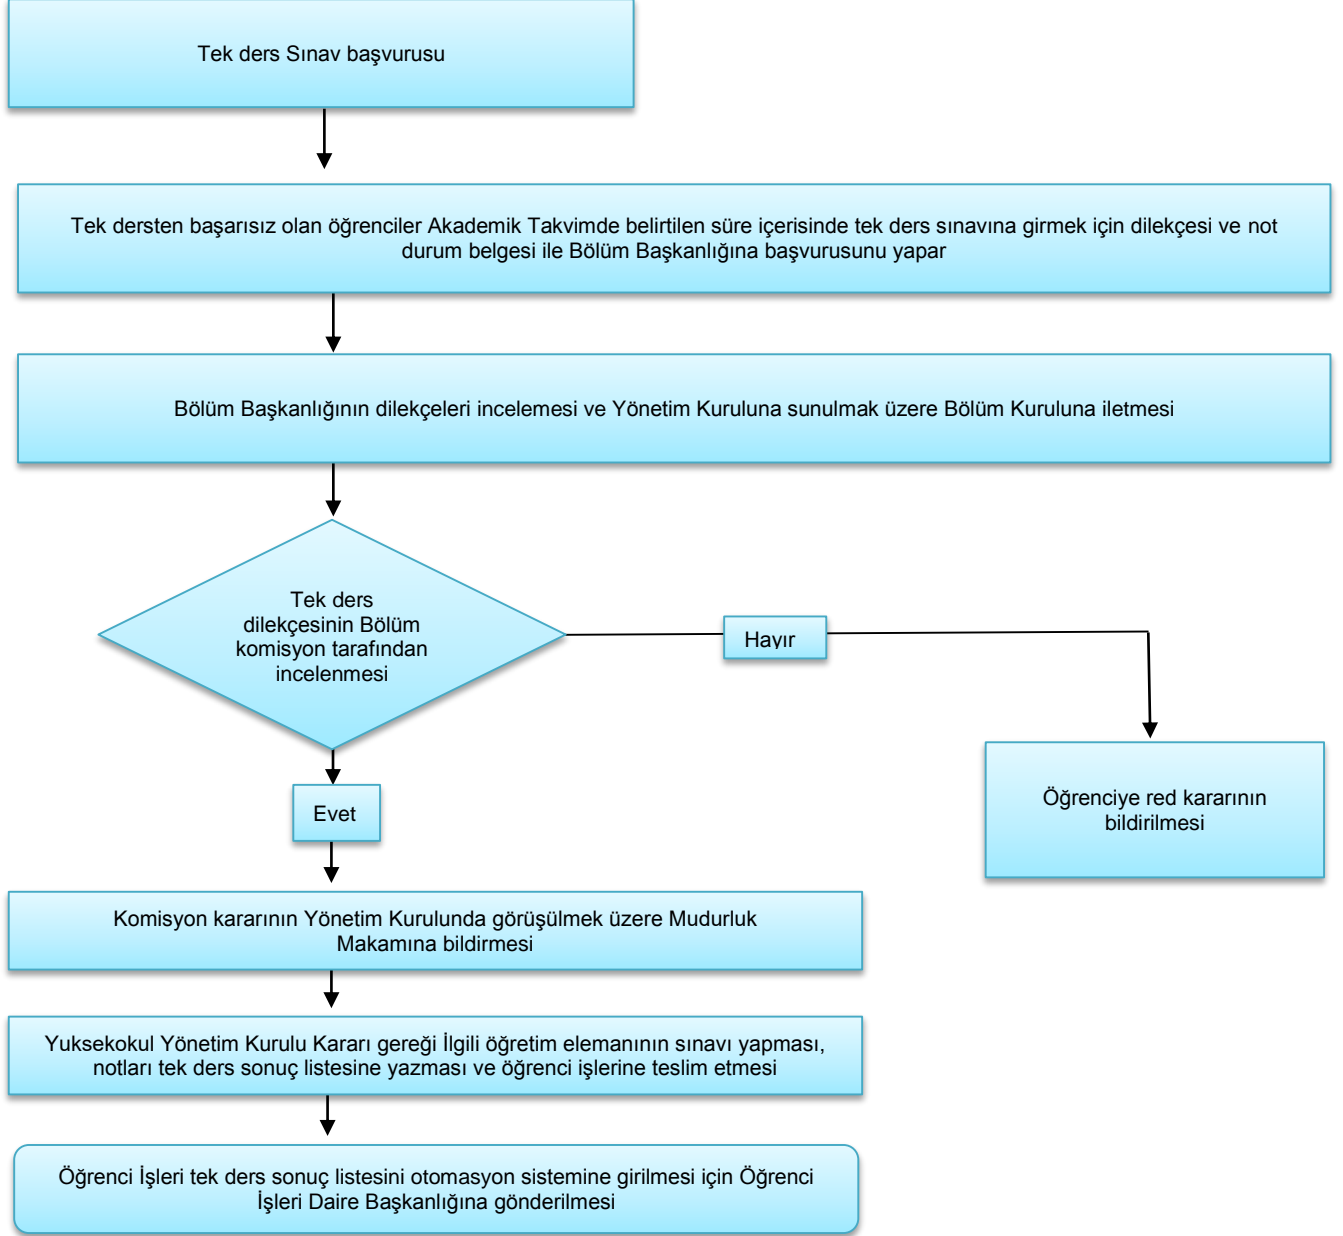 Tek ders Sınav başvurusu
Tek dersten başarısız olan öğrenciler Akademik Takvimde belirtilen süre içerisinde tek ders sınavına girmek için dilekçesi ve not
durum belgesi ile Bölüm Başkanlığına başvurusunu yapar
Bölüm Başkanlığının dilekçeleri incelemesi ve Yönetim Kuruluna sunulmak üzere Bölüm Kuruluna iletmesi
Tek ders
dilekçesinin Bölüm
komisyon tarafından
incelenmesi
Hayır
Öğrenciye red kararının
bildirilmesi
Evet
Komisyon kararının Yönetim Kurulunda görüşülmek üzere Mudurluk
Makamına bildirmesi
Yuksekokul Yönetim Kurulu Kararı gereği İlgili öğretim elemanının sınavı yapması,
notları tek ders sonuç listesine yazması ve öğrenci işlerine teslim etmesi
Öğrenci İşleri tek ders sonuç listesini otomasyon sistemine girilmesi için Öğrenci
İşleri Daire Başkanlığına gönderilmesi